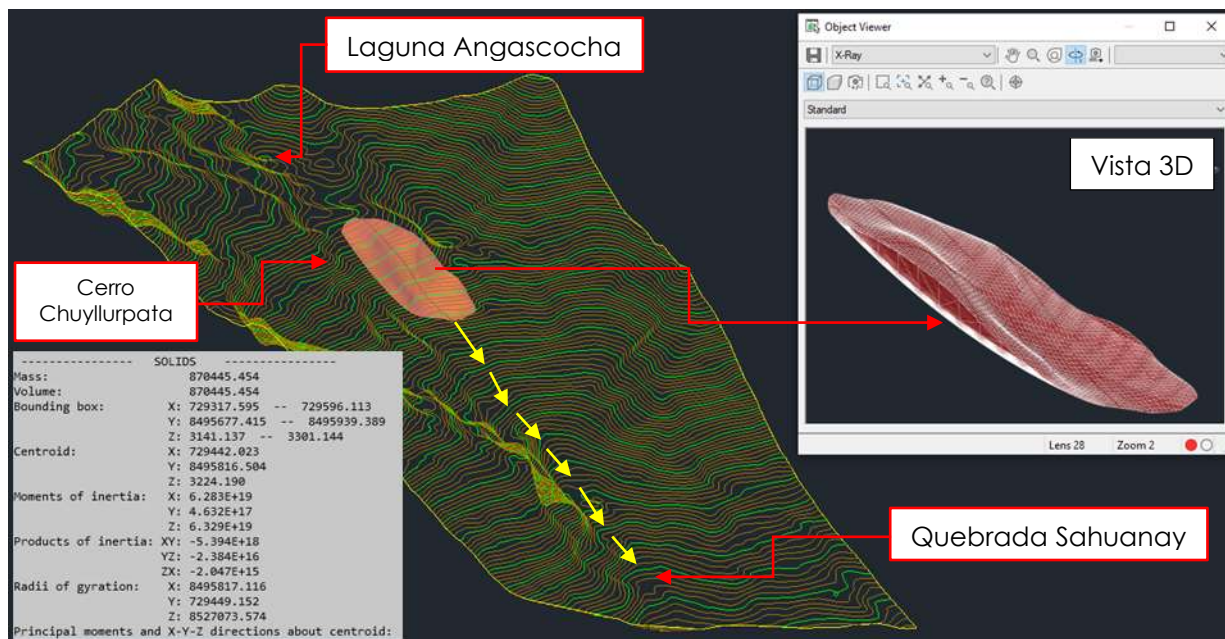 Laguna Angascocha
Object Viewer
X-Ray
Standard
Vista 3D
Cerro
Chuyllurpata
---------------- SOLIDS ----------------
Mass: 870445.454
Volume: 870445.454
Bounding box: X: 729317.595 -- 729596.113
Y: 8495677.415 -- 8495939.389
Z: 3141.137 -- 3301.144
Centroid: X: 729442.023
Y: 8495816.504
Z: 3224.190
Moments of inertia: X: 6.283E+19
Y: 4.632E+17
Z: 6.329E+19
Products of inertia: XY: -5.394E+18
YZ: -2.384E+16
ZX: -2.047E+15
Radii of gyration: X: 8495817.116
Y: 729449.152
Z: 8527073.574
Principal moments and X-Y-Z directions about centroid:
Lens 28 Zoom 2
Quebrada Sahuanay